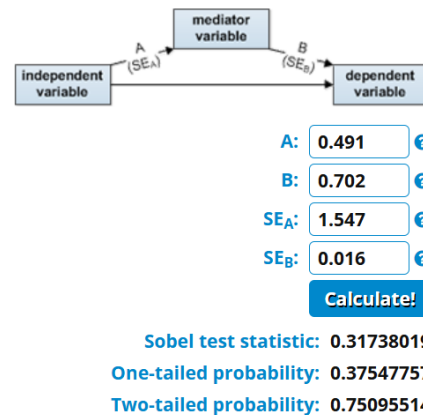 mediator
variable
A
(SEA)
B
(SEB)
independent
variable
dependent
variable
A: 0.491
B: 0.702
SEA: 1.547
SEB: 0.016
Calculate!
Sobel test statistic: 0.3173801
One-tailed probability: 0.3754775
Two-tailed probability: 0.7509551